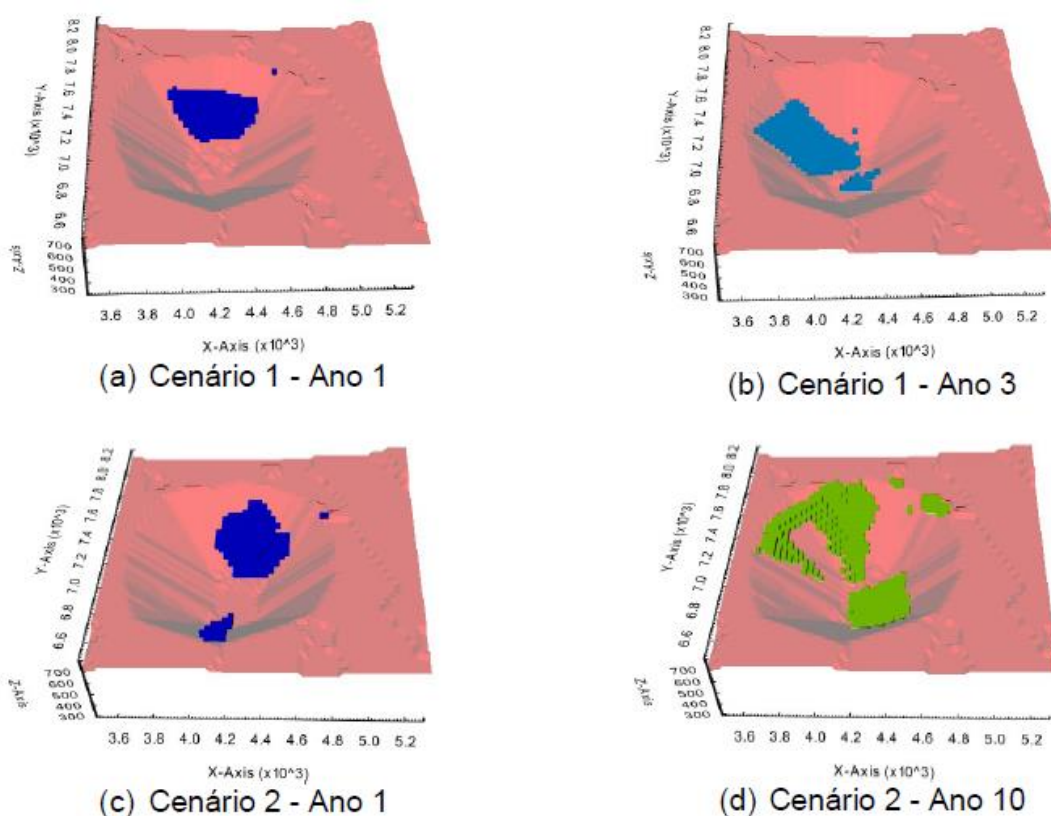 8.2
8.0
7.8
7.6
7.4
7.2
7.0
6.8
6.6
Y-Axis (x10^3)
Z-Axis
700
600
500
400
300
3.6 3.8 4.0 4.2 4.4 4.6 4.8 5.0 5.2
X-Axis (x10^3)
(a) Cenário 1 - Ano 1
8.2
8.0
7.8
7.6
7.4
7.2
7.0
6.8
6.6
Y-Axis (x10^3)
Z-Axis
700
600
500
400
300
3.6 3.8 4.0 4.2 4.4 4.6 4.8 5.0 5.2
X-Axis (x10^3)
(b) Cenário 1 - Ano 3
8.2
8.0
7.8
7.6
7.4
7.2
7.0
6.8
6.6
Y-Axis (x10^3)
Z-Axis
700
600
500
400
300
3.6 3.8 4.0 4.2 4.4 4.6 4.8 5.0 5.2
X-Axis (x10^3)
(c) Cenário 2 - Ano 1
8.2
8.0
7.8
7.6
7.4
7.2
7.0
6.8
6.6
Y-Axis (x10^3)
Z-Axis
700
600
500
400
300
3.6 3.8 4.0 4.2 4.4 4.6 4.8 5.0 5.2
X-Axis (x10^3)
(d) Cenário 2 - Ano 10